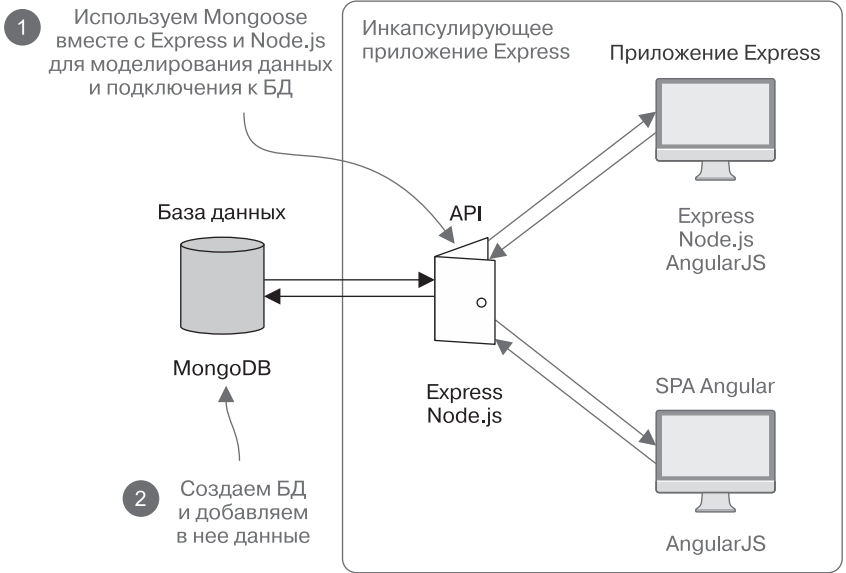 1
Используем Mongoose
вместе с Express и Node.js
для моделирования данных
и подключения к БД
Инкапсулирующее
приложение Express
Приложение Express
База данных
API
Express
Node.js
AngularJS
MongoDB
Express
Node.js
SPA Angular
2
Создаем БД
и добавляем
в нее данные
AngularJS